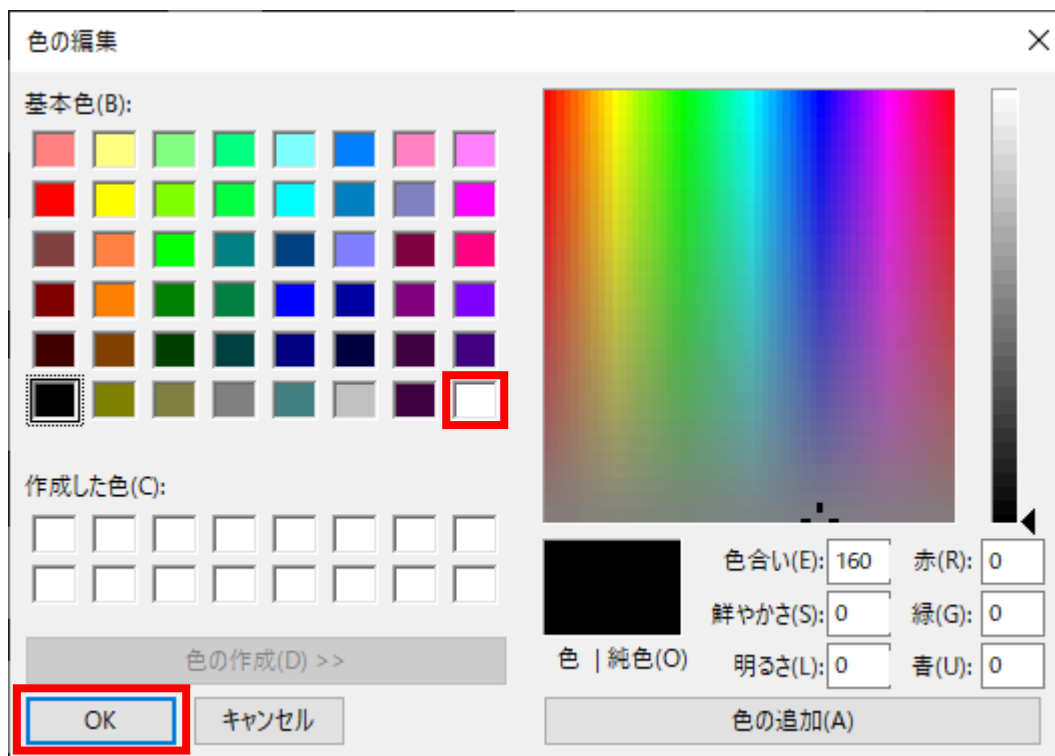 色の編集
基本色(B):
作成した色(C):
色の作成(D) >>
OK
キャンセル
色 | 純色(O)
色合い(E): 160
赤(R): 0
鮮やかさ(S): 0
緑(G): 0
明るさ(L): 0
青(U): 0
色の追加(A)